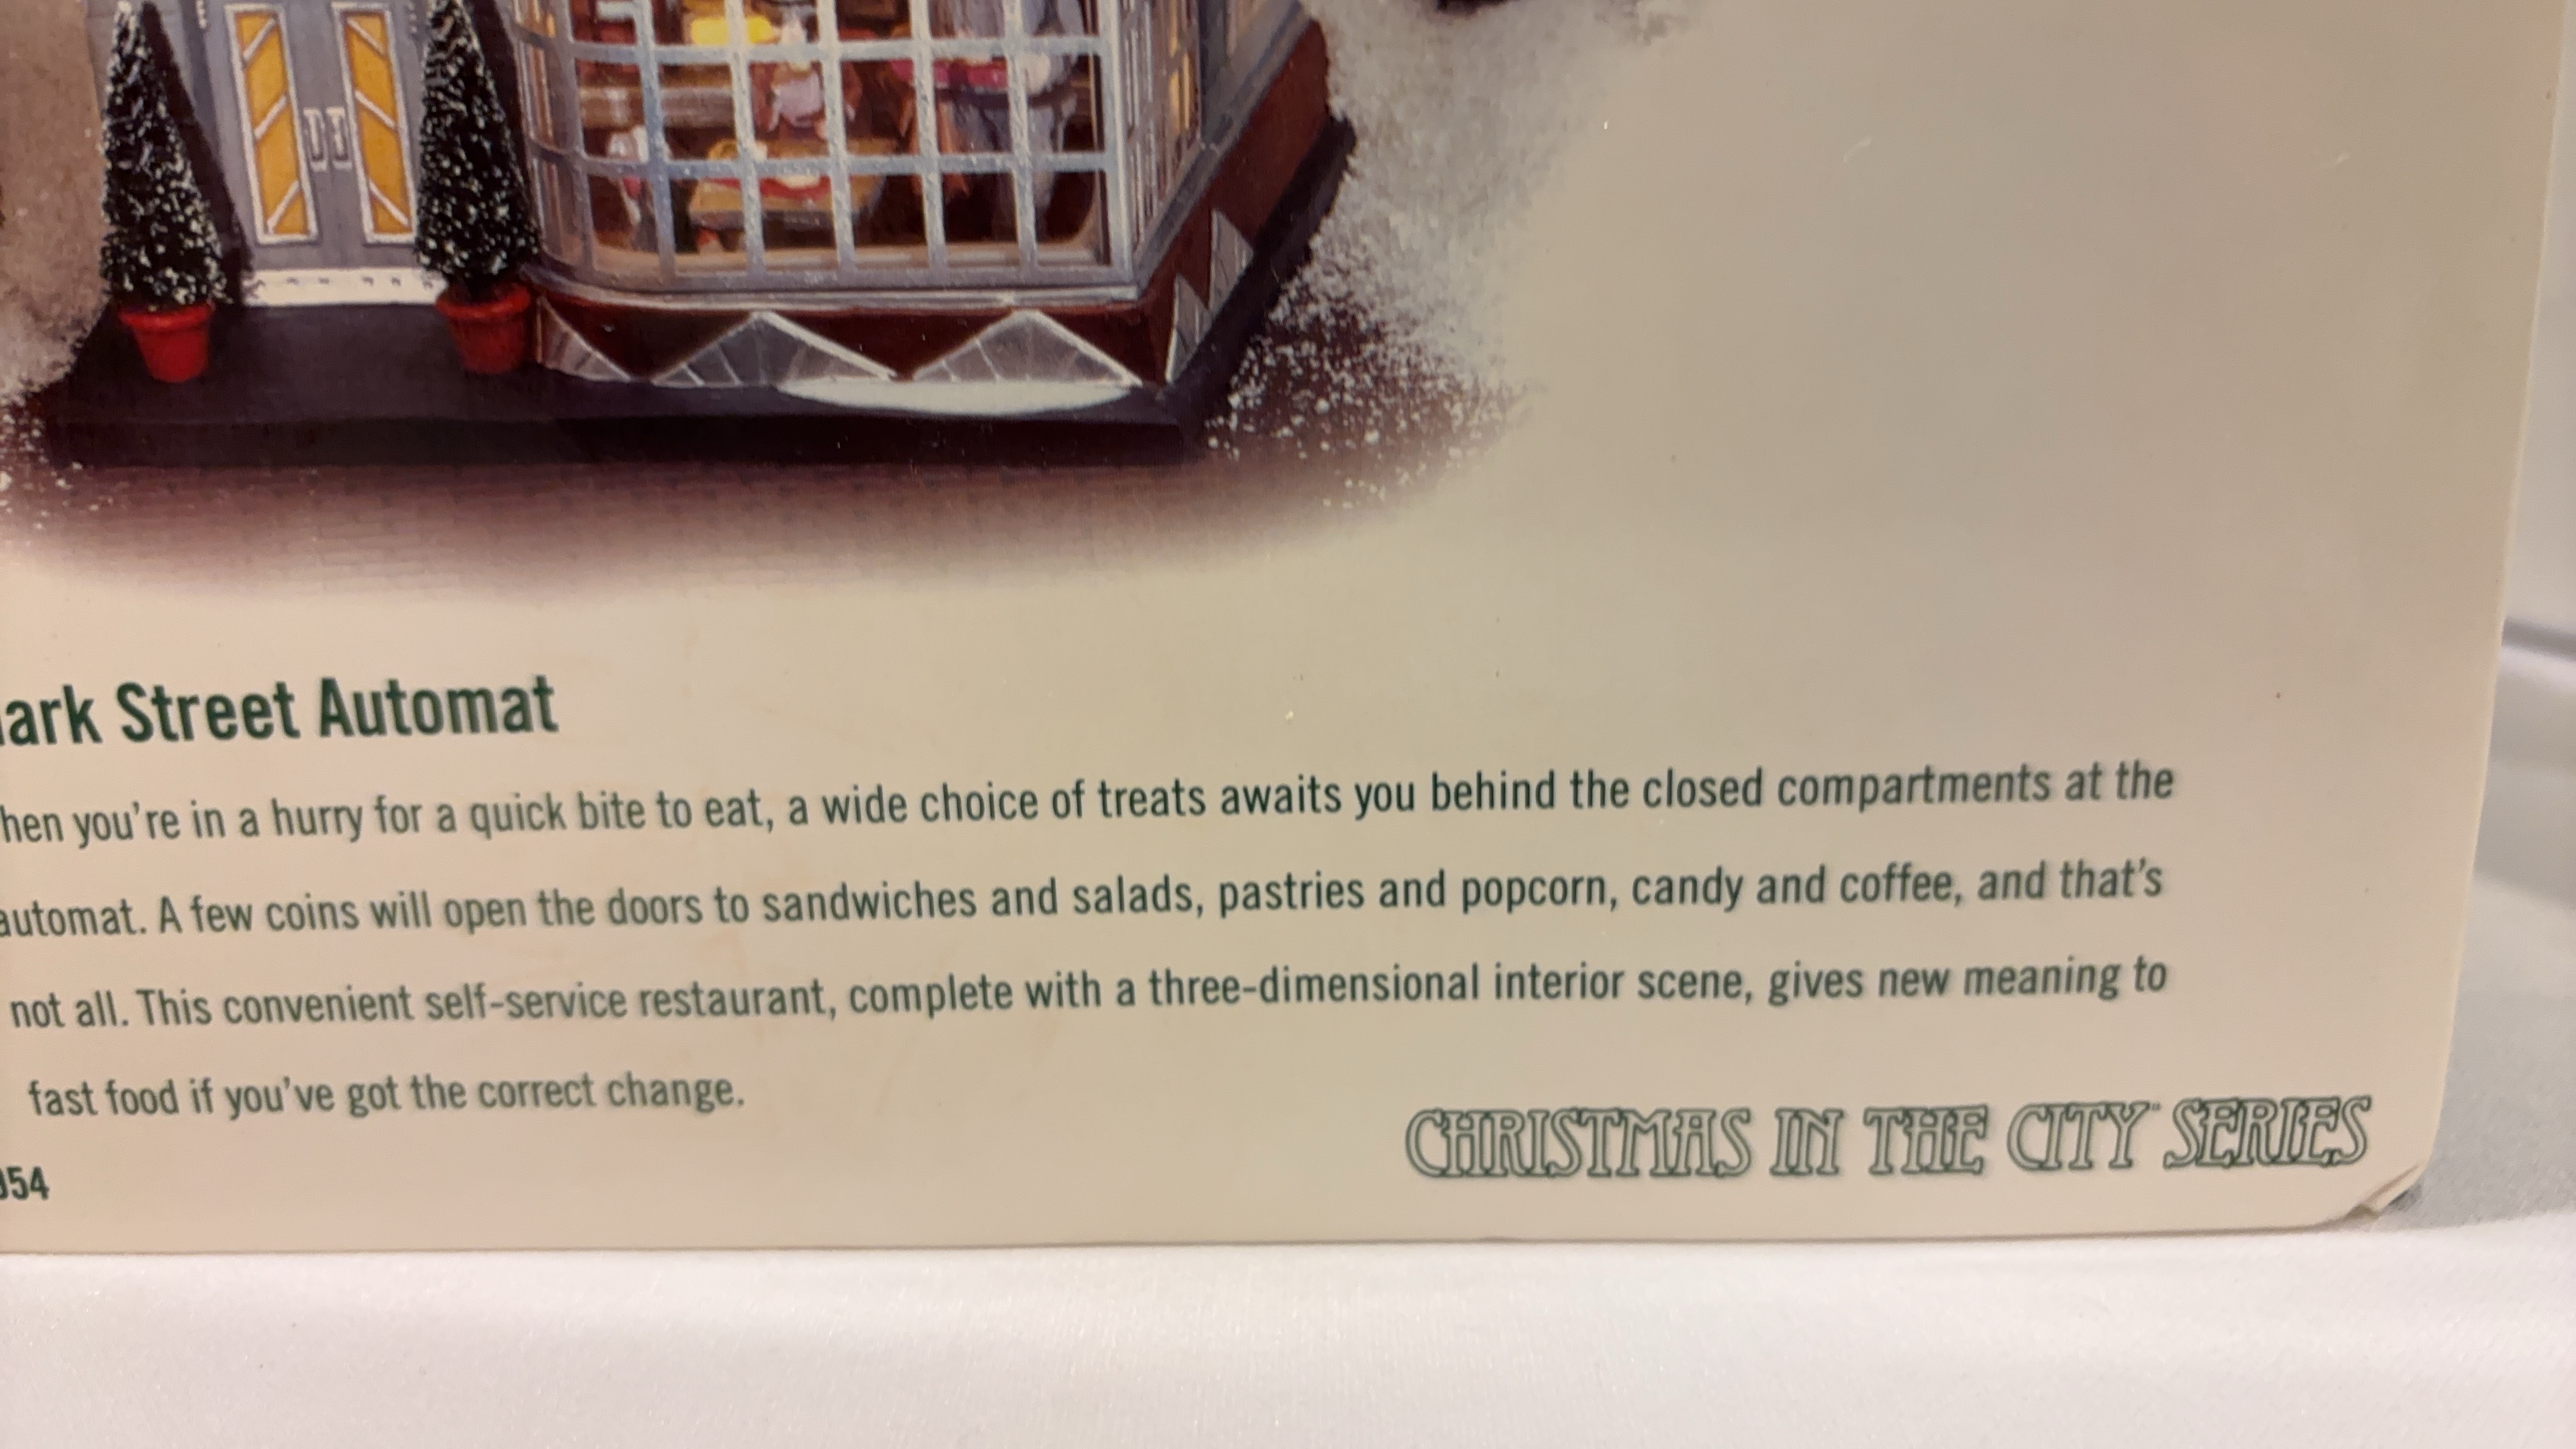 lark Street Automat
hen you're in a hurry for a quick bite to eat, a wide choice of treats awaits you behind the closed compartments at the
automat. A few coins will open the doors to sandwiches and salads, pastries and popcorn, candy and coffee, and that's
not all. This convenient self-service restaurant, complete with a three-dimensional interior scene, gives new meaning to
fast food if you've got the correct change.
CHRISTMAS IN THE CITY SERIES
954